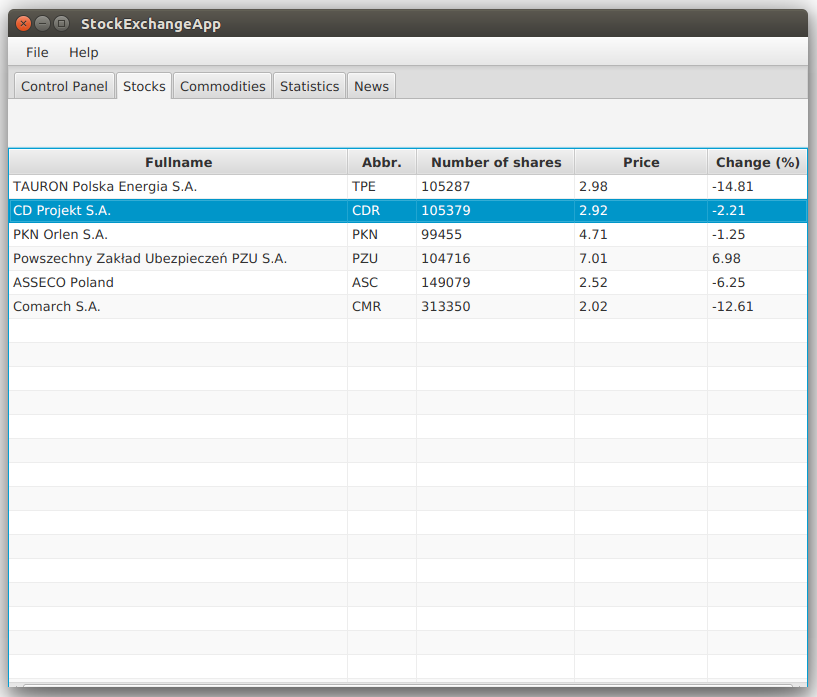 StockExchangeApp
File Help
Control Panel Stocks Commodities Statistics News
Fullname Abbr. Number of shares Price Change (%)
TAURON Polska Energia S.A. TPE 105287 2.98 -14.81
CD Projekt S.A. CDR 105379 2.92 -2.21
PKN Orlen S.A. PKN 99455 4.71 -1.25
Powszechny Zakład Ubezpieczeń PZU S.A. PZU 104716 7.01 6.98
ASSECO Poland ASC 149079 2.52 -6.25
Comarch S.A. CMR 313350 2.02 -12.61